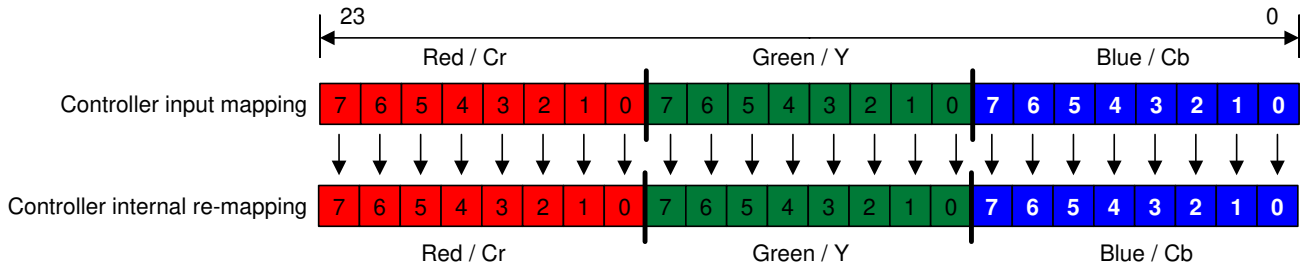 23 0
Red / Cr Green / Y Blue / Cb
Controller input mapping 7 6 5 4 3 2 1 0 7 6 5 4 3 2 1 0 7 6 5 4 3 2 1 0
Controller internal re-mapping 7 6 5 4 3 2 1 0 7 6 5 4 3 2 1 0 7 6 5 4 3 2 1 0
Red / Cr Green / Y Blue / Cb